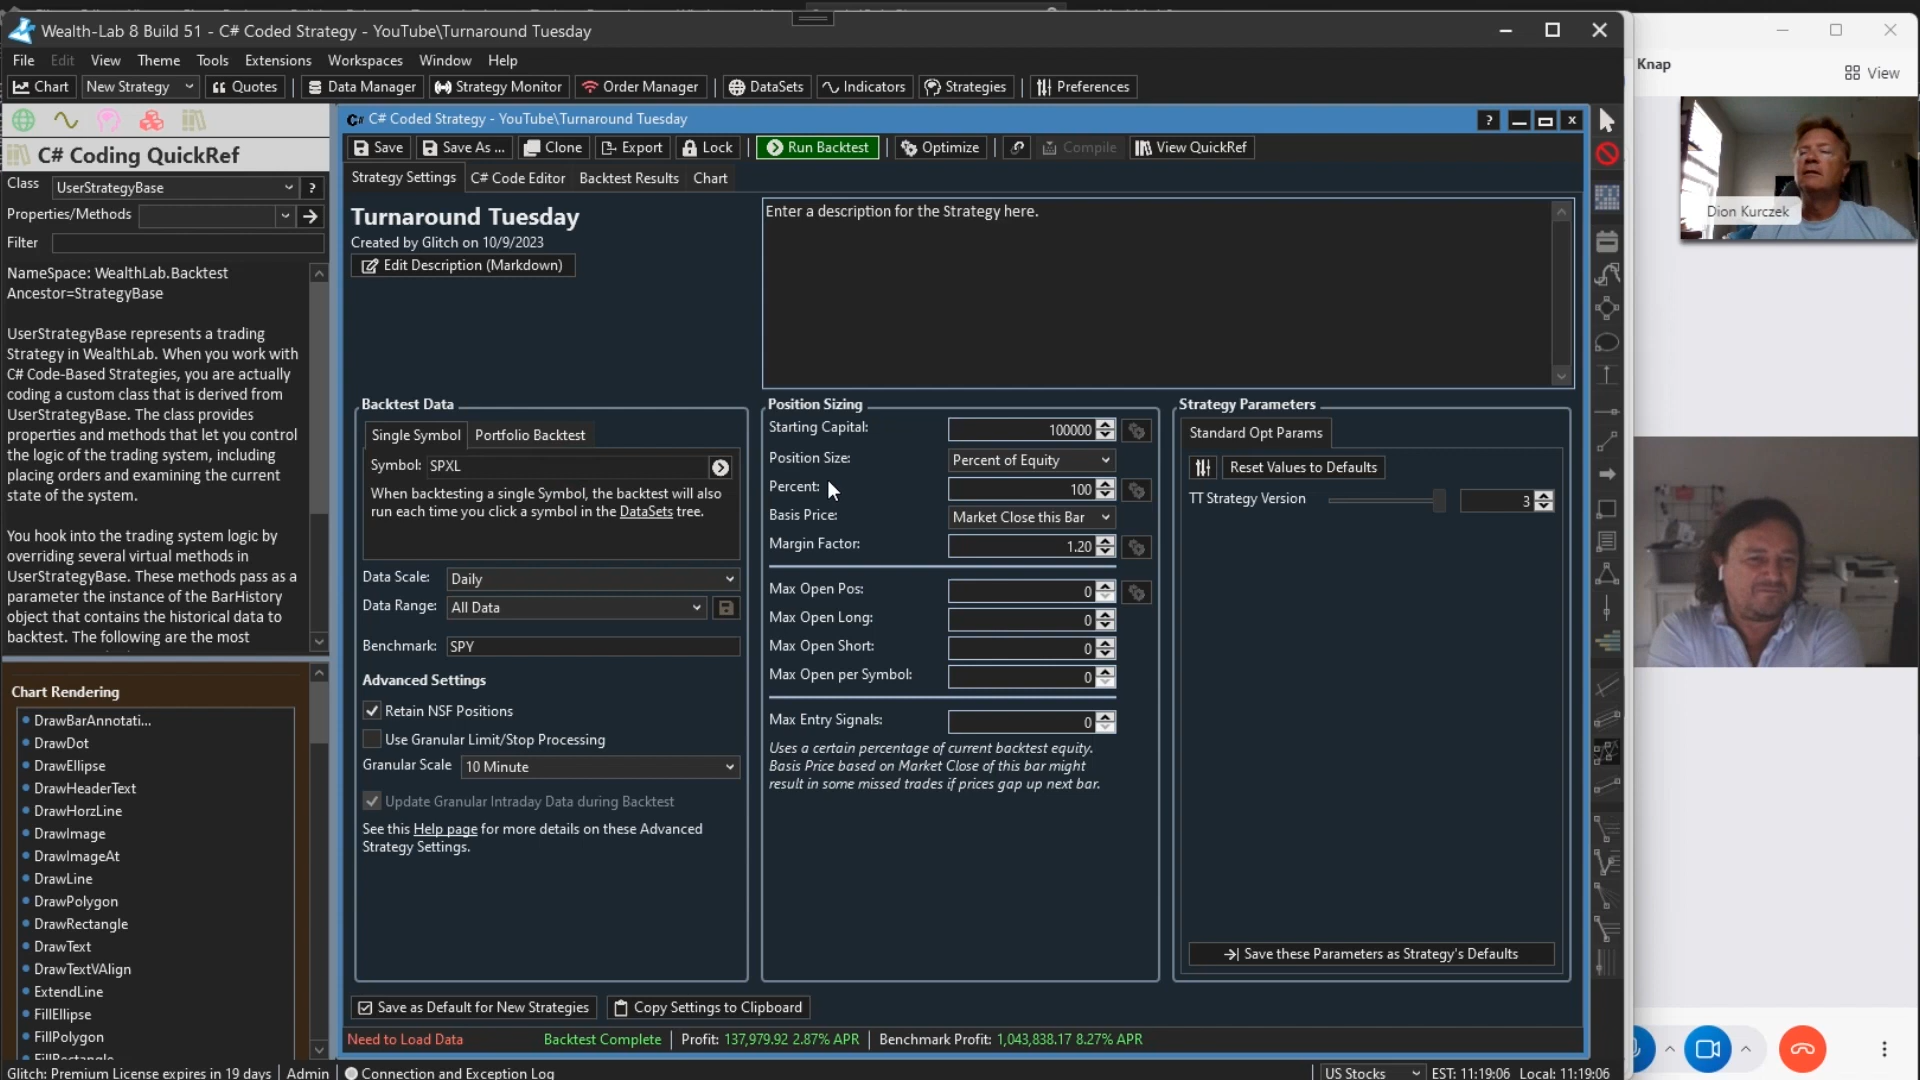 Wealth-Lab 8 Build 51 - C# Coded Strategy - YouTube\Turnaround Tuesday
File Edit View Theme Tools Extensions Workspaces Window Help
Chart New Strategy Quotes Data Manager Strategy Monitor Order Manager DataSets Indicators Strategies Preferences
C# Coding QuickRef
Class UserStrategyBase ?
Properties/Methods
Filter
NameSpace: WealthLab.Backtest
Ancestor=StrategyBase
UserStrategyBase represents a trading
Strategy in WealthLab. When you work with
C# Code-Based Strategies, you are actually
coding a custom class that is derived from
UserStrategyBase. The class provides
properties and methods that let you control
the logic of the trading system, including
placing orders and examining the current
state of the system.
You hook into the trading system logic by
overriding several virtual methods in
UserStrategyBase. These methods pass as a
parameter the instance of the BarHistory
object that contains the historical data to
backtest. The following are the most
Chart Rendering
DrawBarAnnotati...
DrawDot
DrawEllipse
DrawHeaderText
DrawHorzLine
DrawImage
DrawImageAt
DrawLine
DrawPolygon
DrawRectangle
DrawText
DrawTextVAlign
ExtendLine
FillEllipse
FillPolygon
FillRectangle
C# C# Coded Strategy - YouTube\Turnaround Tuesday ?
Save Save As ... Clone Export Lock Run Backtest Optimize Compile View QuickRef
Strategy Settings C# Code Editor Backtest Results Chart
Turnaround Tuesday
Created by Glitch on 10/9/2023
Edit Description (Markdown)
Enter a description for the Strategy here.
Backtest Data
Single Symbol Portfolio Backtest
Symbol: SPXL
When backtesting a single Symbol, the backtest will also
run each time you click a symbol in the DataSets tree.
Data Scale: Daily
Data Range: All Data
Benchmark: SPY
Advanced Settings
Retain NSF Positions
Use Granular Limit/Stop Processing
Granular Scale 10 Minute
Update Granular Intraday Data during Backtest
See this Help page for more details on these Advanced
Strategy Settings.
Position Sizing
Starting Capital: 100000
Position Size: Percent of Equity
Percent: 100
Basis Price: Market Close this Bar
Margin Factor: 1.20
Max Open Pos: 0
Max Open Long: 0
Max Open Short: 0
Max Open per Symbol: 0
Max Entry Signals: 0
Uses a certain percentage of current backtest equity.
Basis Price based on Market Close of this bar might
result in some missed trades if prices gap up next bar.
Strategy Parameters
Standard Opt Params
Reset Values to Defaults
TT Strategy Version 3
Save these Parameters as Strategy's Defaults
Save as Default for New Strategies Copy Settings to Clipboard
Need to Load Data Backtest Complete Profit: 137,979.92 2.87% APR Benchmark Profit: 1,043,838.17 8.27% APR
Glitch: Premium License expires in 19 days Admin Connection and Exception Log US Stocks EST: 11:19:06 Local: 11:19:06
Knap
View
Dion Kurczek